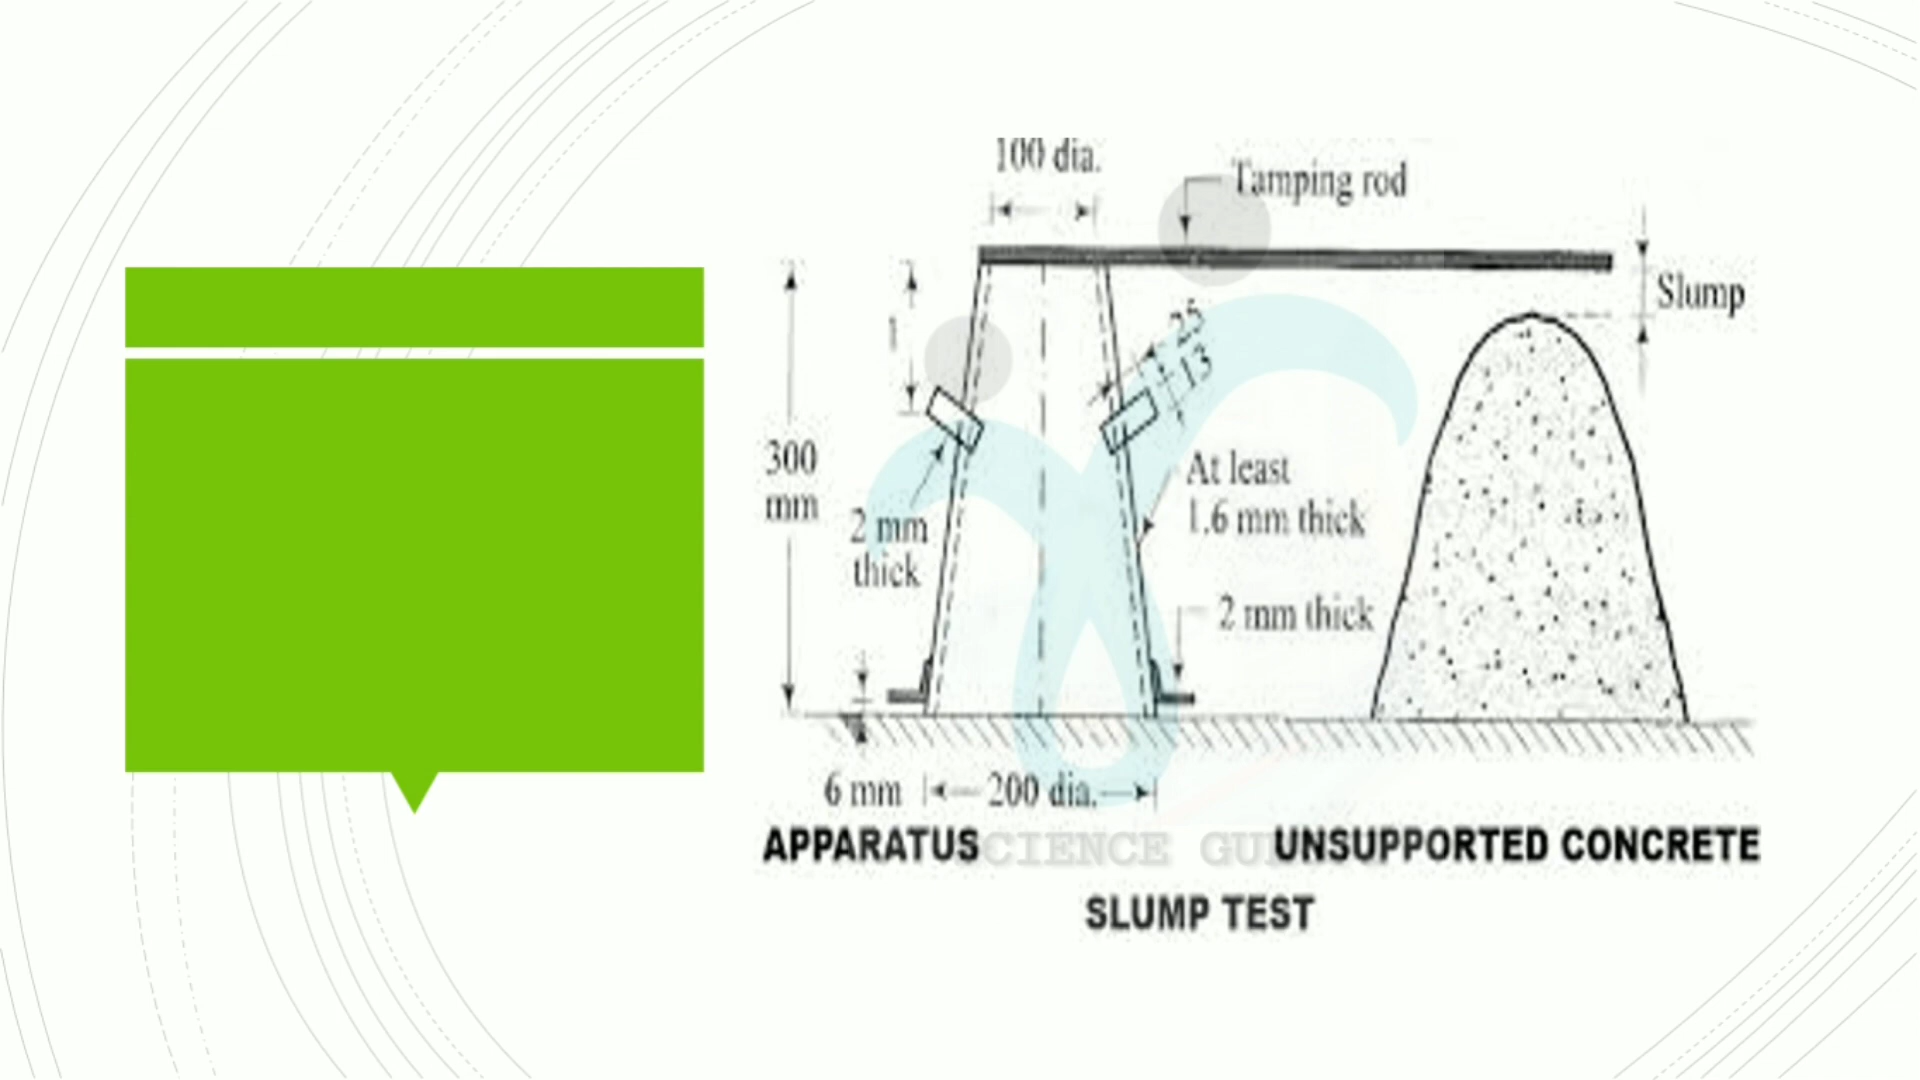 100 dia.
Tamping rod
Slump
25
13
300
mm
At least
1.6 mm thick
2 mm
thick
2 mm thick
6 mm
200 dia.
APPARATUS
UNSUPPORTED CONCRETE
SLUMP TEST